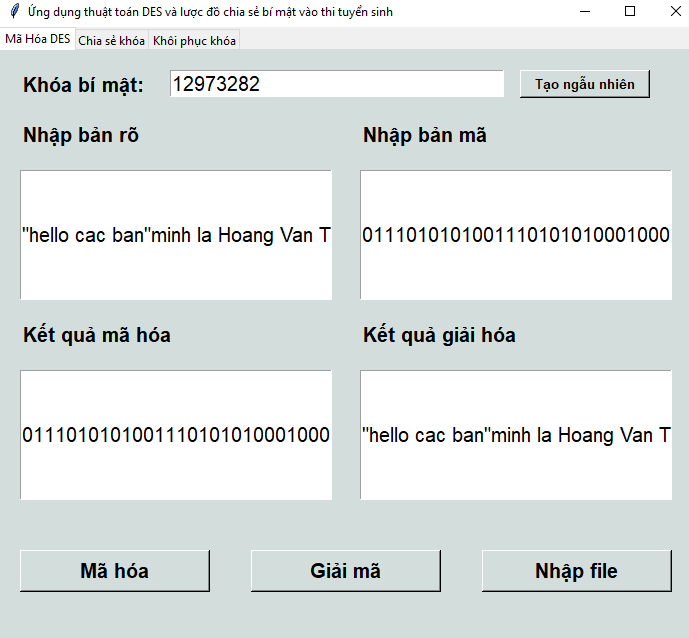 Ứng dụng thuật toán DES và lược đồ chia sẻ bí mật vào thi tuyển sinh
Mã Hóa DES Chia sẻ khóa Khôi phục khóa
Khóa bí mật: 12973282 Tạo ngẫu nhiên
Nhập bản rõ Nhập bản mã
"hello cac ban"minh la Hoang Van T 0111010101001110101010001000
Kết quả mã hóa Kết quả giải hóa
0111010101001110101010001000 "hello cac ban"minh la Hoang Van T
Mã hóa Giải mã Nhập file